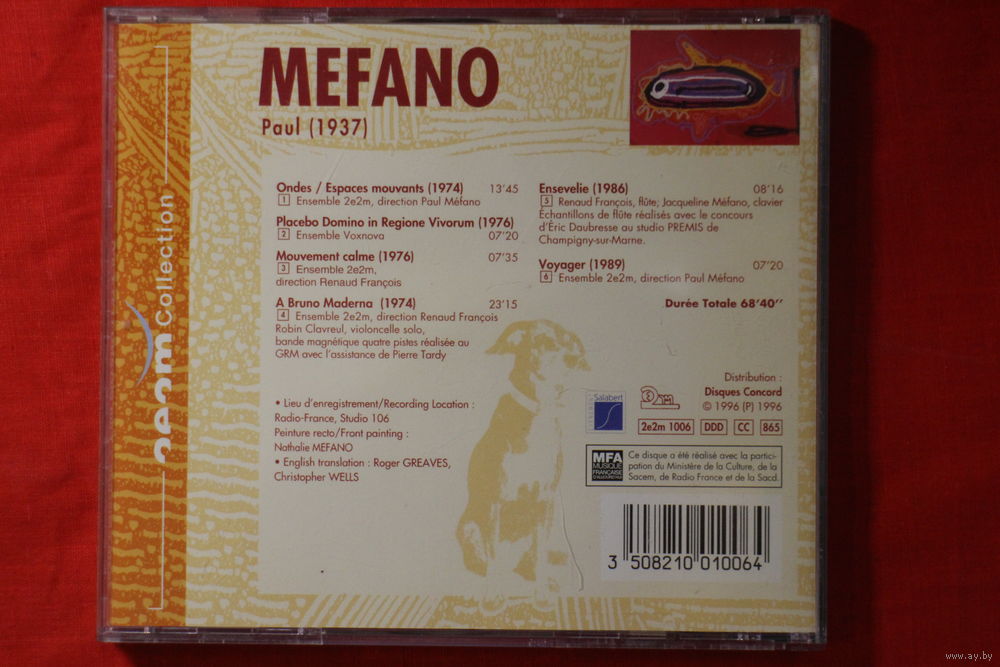 MEFANO
Paul (1937)
Ondes / Espaces mouvants (1974) 13'45
1 Ensemble 2e2m, direction Paul Méfano
Placebo Domino in Regione Vivorum (1976)
2 Ensemble Voxnova 07'20
Mouvement calme (1976) 07'35
3 Ensemble 2e2m,
direction Renaud François
A Bruno Maderna (1974) 23'15
4 Ensemble 2e2m, direction Renaud François
Robin Clavreul, violoncelle solo,
bande magnétique quatre pistes réalisée au
GRM avec l'assistance de Pierre Tardy
Ensevelie (1986) 08'16
5 Renaud François, flûte; Jacqueline Méfano, clavier
Échantillons de flûte réalisés avec le concours
d'Éric Daubresse au studio PREMIS de
Champigny-sur-Marne.
Voyager (1989) 07'20
6 Ensemble 2e2m, direction Paul Méfano
Durée Totale 68'40''
• Lieu d'enregistrement/Recording Location :
Radio-France, Studio 106
Peinture recto/Front painting :
Nathalie MEFANO
• English translation : Roger GREAVES,
Christopher WELLS
Distribution :
Disques Concord
© 1996 (P) 1996
Salabert
2e2m 1006 DDD CC 865
MFA
MUSIQUE
FRANÇAISE
D'AUJOURD'HUI
Ce disque a été réalisé avec la partici-
pation du Ministère de la Culture, de la
Sacem, de Radio France et de la Sacd.
3 508210 010064
2e2m Collection
www.ay.by